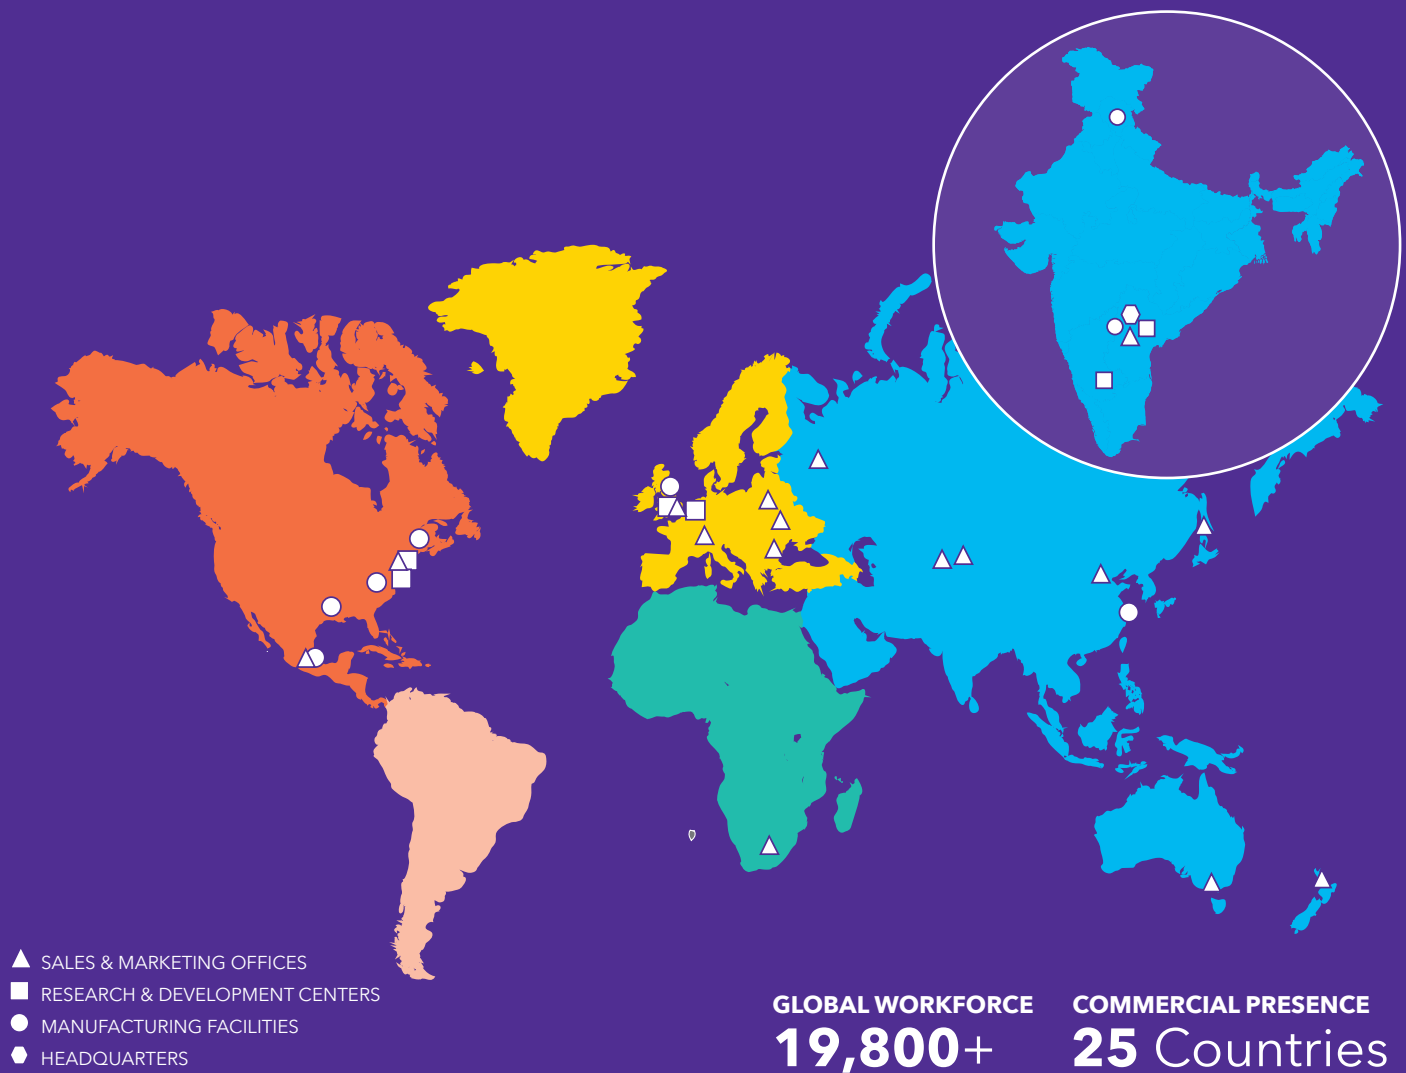 SALES & MARKETING OFFICES
RESEARCH & DEVELOPMENT CENTERS
MANUFACTURING FACILITIES
HEADQUARTERS
GLOBAL WORKFORCE
19,800+
COMMERCIAL PRESENCE
25 Countries